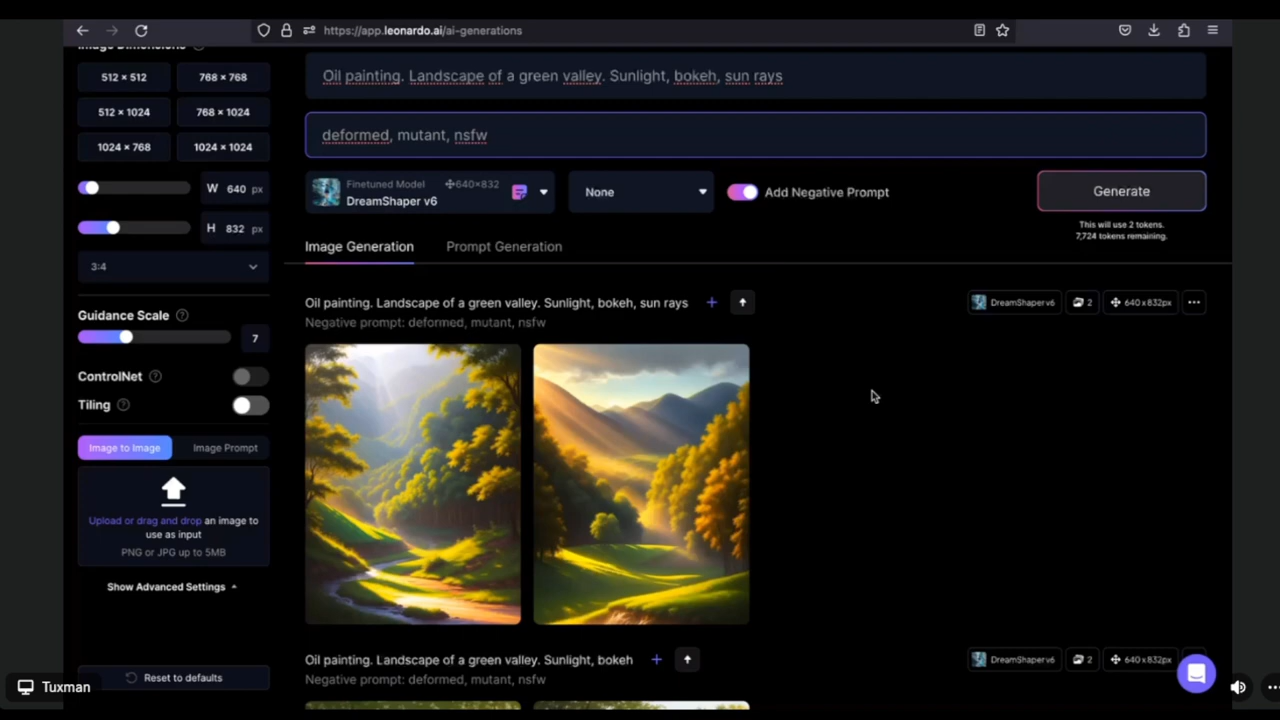 https://app.leonardo.ai/ai-generations
Image Dimensions
512 × 512
768 × 768
512 × 1024
768 × 1024
1024 × 768
1024 × 1024
W 640 px
H 832 px
3:4
Guidance Scale
7
ControlNet
Tiling
Image to Image
Image Prompt
Upload or drag and drop an image to
use as input
PNG or JPG up to 5MB
Show Advanced Settings
Reset to defaults
Oil painting. Landscape of a green valley. Sunlight, bokeh, sun rays
deformed, mutant, nsfw
Finetuned Model 640×832
DreamShaper v6
None
Add Negative Prompt
Generate
This will use 2 tokens.
7,724 tokens remaining.
Image Generation
Prompt Generation
Oil painting. Landscape of a green valley. Sunlight, bokeh, sun rays
Negative prompt: deformed, mutant, nsfw
DreamShaper v6
2
640x832px
Oil painting. Landscape of a green valley. Sunlight, bokeh
Negative prompt: deformed, mutant, nsfw
DreamShaper v6
2
640x832px
Tuxman